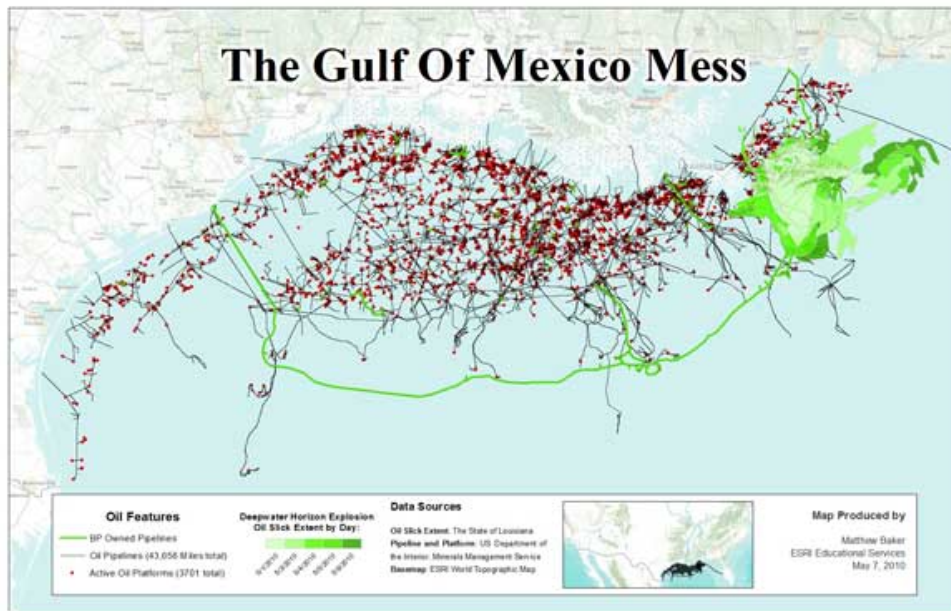 The Gulf Of Mexico Mess
Oil Features
BP Owned Pipelines
Oil Pipelines (43,656 Miles total)
Active Oil Platforms (3701 total)
Deepwater Horizon Explosion
Oil Slick Extent by Day:
Data Sources
Oil Slick Extent: The State of Louisiana
Pipeline and Platform: US Department of
the Interior, Minerals Management Service
Basemap: ESRI World Topographic Map
Map Produced by
Matthew Baker
ESRI Educational Services
May 7, 2010